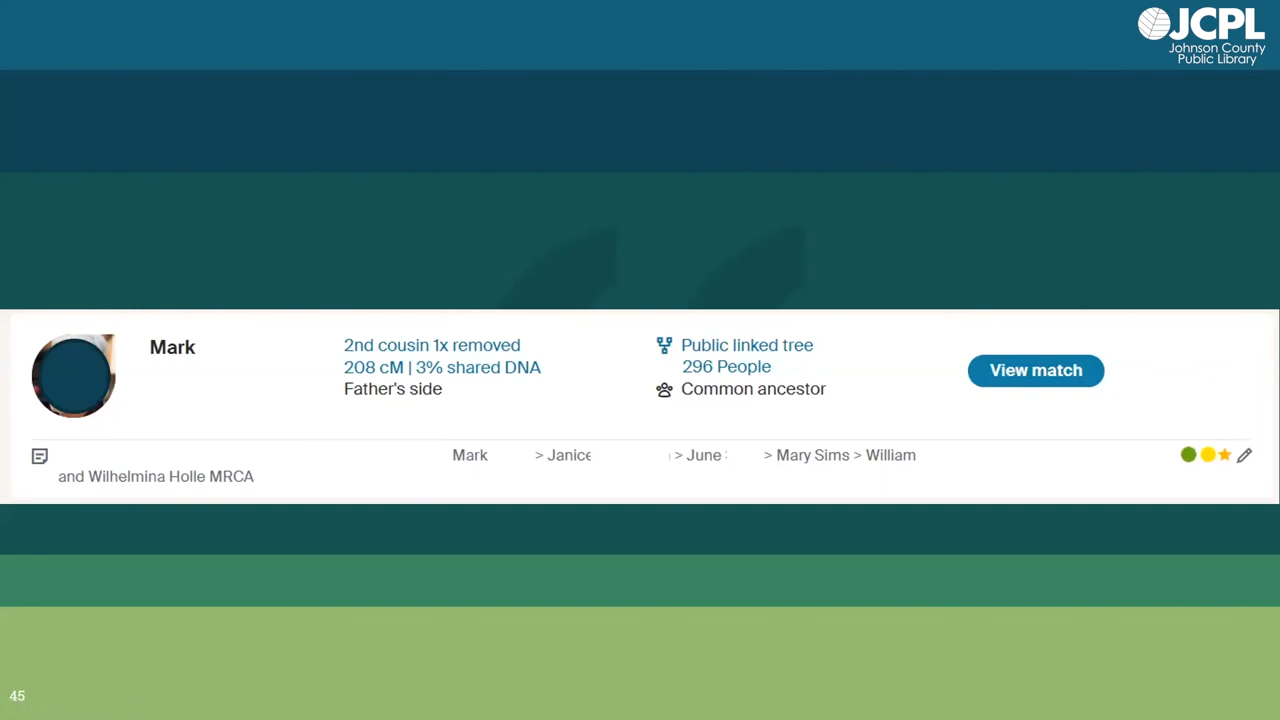 JCPL
Johnson County
Public Library
Mark
2nd cousin 1x removed
208 cM | 3% shared DNA
Father's side
Public linked tree
296 People
Common ancestor
View match
Mark > Janice > June > Mary Sims > William
and Wilhelmina Holle MRCA
45